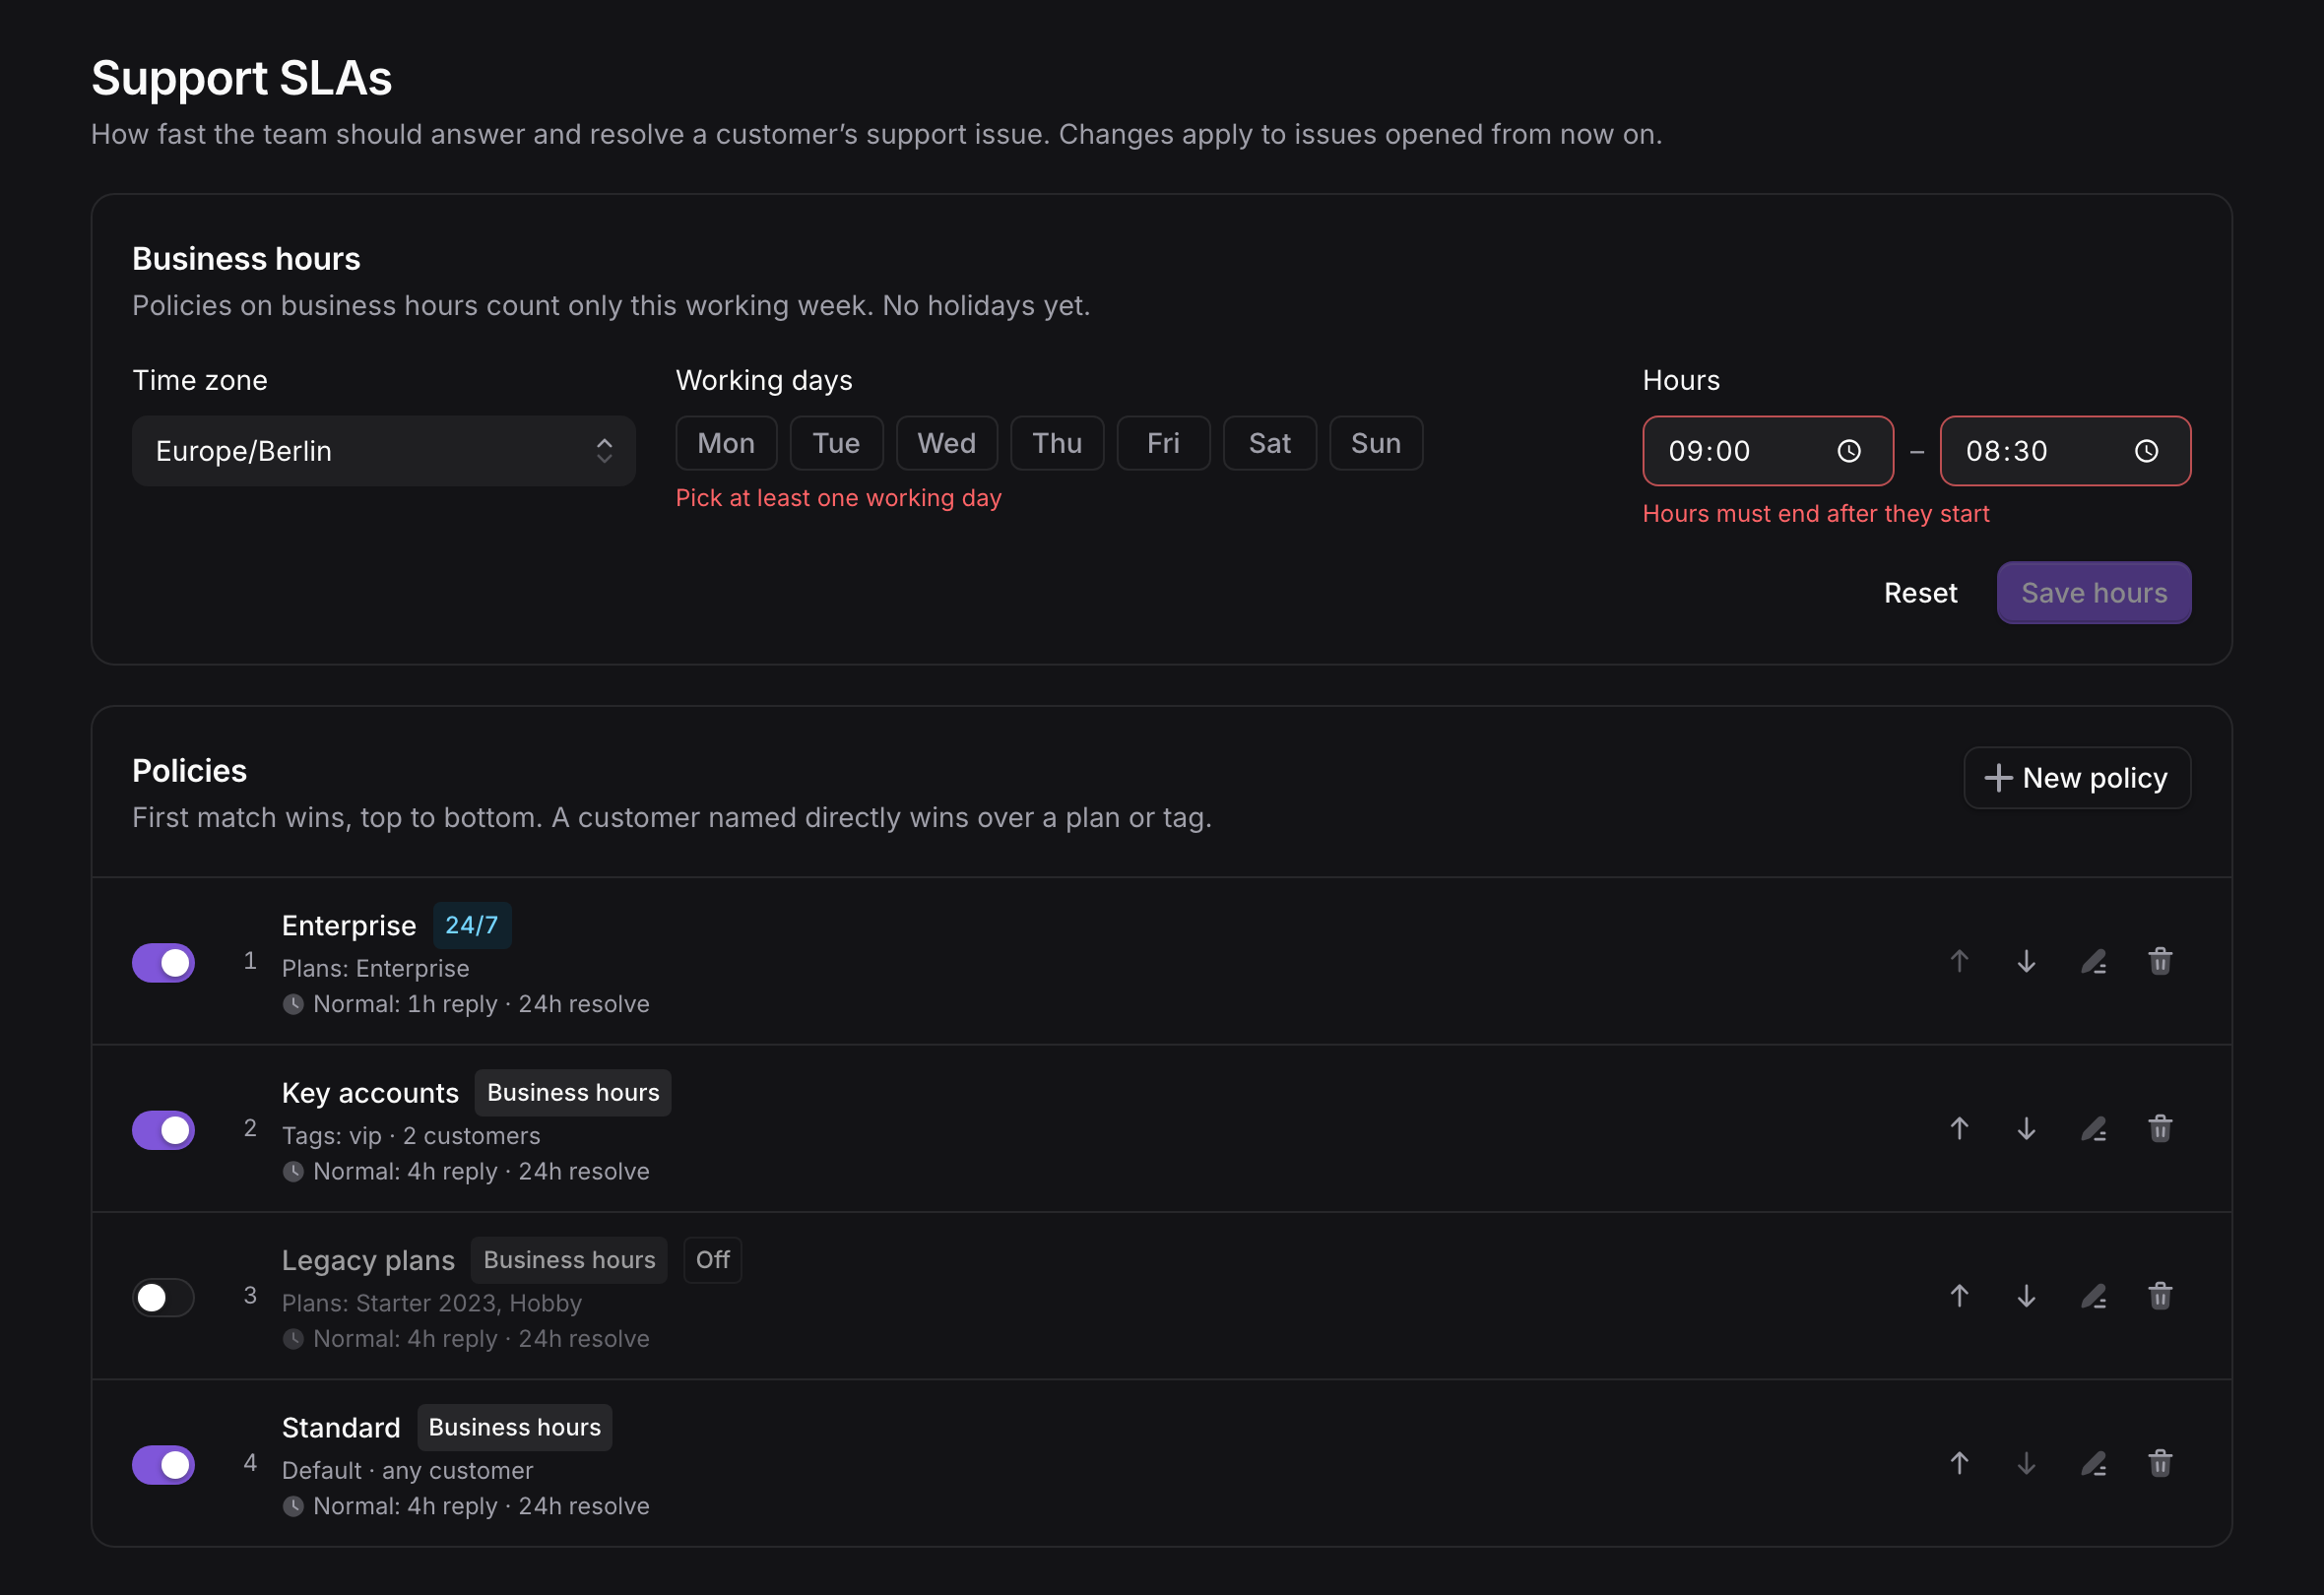 Support SLAs
How fast the team should answer and resolve a customer’s support issue. Changes apply to issues opened from now on.
Business hours
Policies on business hours count only this working week. No holidays yet.
Time zone
Working days
Hours
Europe/Berlin
Mon Tue Wed Thu Fri Sat Sun
09:00 – 08:30
Pick at least one working day
Hours must end after they start
Reset
Save hours
Policies
New policy
First match wins, top to bottom. A customer named directly wins over a plan or tag.
1
Enterprise 24/7
Plans: Enterprise
Normal: 1h reply · 24h resolve
2
Key accounts Business hours
Tags: vip · 2 customers
Normal: 4h reply · 24h resolve
3
Legacy plans Business hours Off
Plans: Starter 2023, Hobby
Normal: 4h reply · 24h resolve
4
Standard Business hours
Default · any customer
Normal: 4h reply · 24h resolve